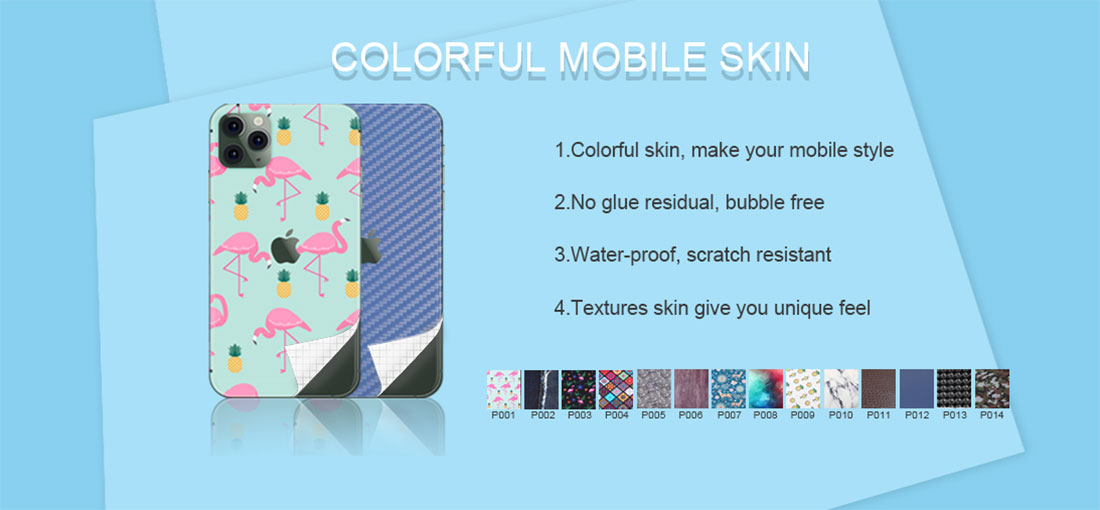 COLORFUL MOBILE SKIN
1.Colorful skin, make your mobile style
2.No glue residual, bubble free
3.Water-proof, scratch resistant
4.Textures skin give you unique feel
P001 P002 P003 P004 P005 P006 P007 P008 P009 P010 P011 P012 P013 P014